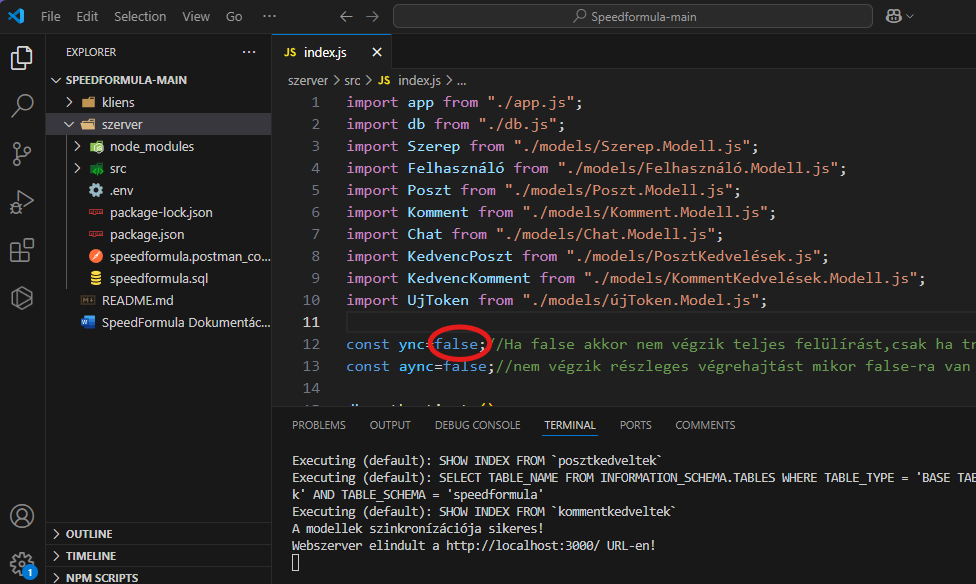 File Edit Selection View Go ···
Speedformula-main
EXPLORER ···
SPEEDFORMULA-MAIN
kliens
szerver
node_modules
src
.env
package-lock.json
package.json
speedformula.postman_co...
speedformula.sql
README.md
SpeedFormula Dokumentác...
OUTLINE
TIMELINE
NPM SCRIPTS
1
JS index.js
szerver > src > JS index.js > ...
1 import app from "./app.js";
2 import db from "./db.js";
3 import Szerep from "./models/Szerep.Modell.js";
4 import Felhasználó from "./models/Felhasználó.Modell.js";
5 import Poszt from "./models/Poszt.Modell.js";
6 import Komment from "./models/Komment.Modell.js";
7 import Chat from "./models/Chat.Modell.js";
8 import KedvencPoszt from "./models/PosztKedvelések.js";
9 import KedvencKomment from "./models/KommentKedvelések.Modell.js";
10 import UjToken from "./models/újToken.Model.js";
11
12 const ync=false;//Ha false akkor nem végzik teljes felülírást,csak ha tr
13 const aync=false;//nem végzik részleges végrehajtást mikor false-ra van
14
PROBLEMS OUTPUT DEBUG CONSOLE TERMINAL PORTS COMMENTS
Executing (default): SHOW INDEX FROM `posztkedveltek`
Executing (default): SELECT TABLE_NAME FROM INFORMATION_SCHEMA.TABLES WHERE TABLE_TYPE = 'BASE TAB
k' AND TABLE_SCHEMA = 'speedformula'
Executing (default): SHOW INDEX FROM `kommentkedveltek`
A modellek szinkronízációja sikeres!
Webszerver elindult a http://localhost:3000/ URL-en!